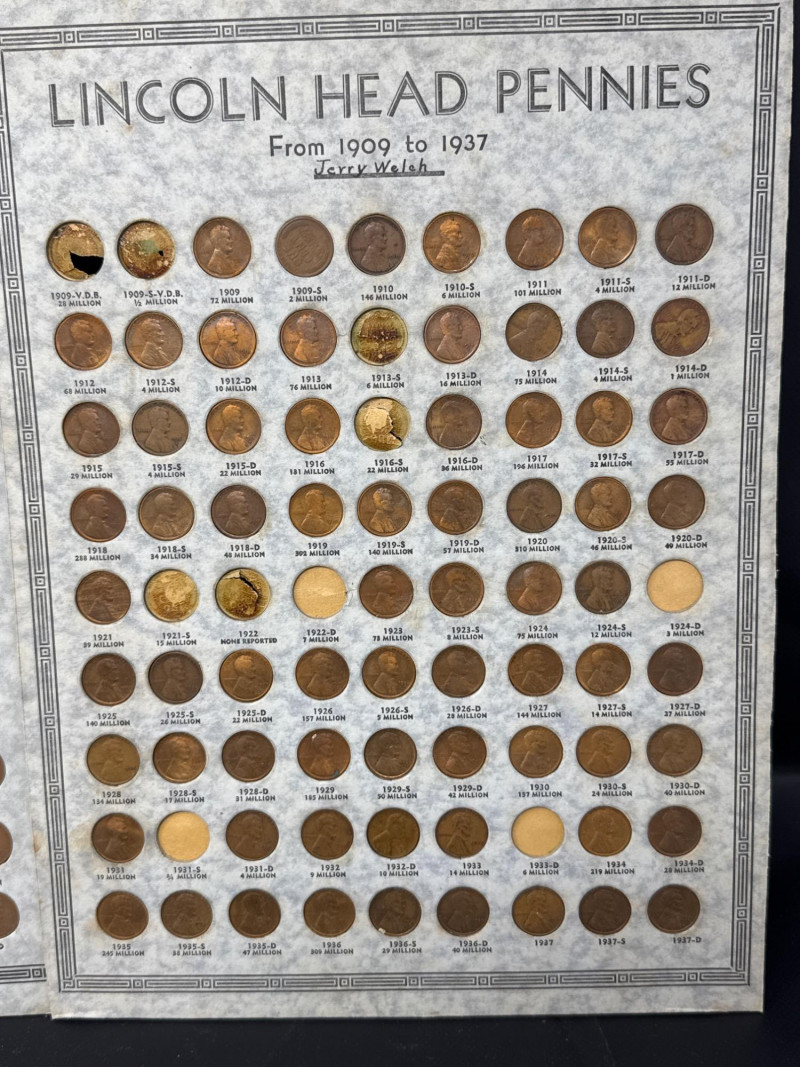 LINCOLN HEAD PENNIES
From 1909 to 1937
Jerry Welch
1909-V.D.B. 1909-S-V.D.B. 1909 1909-S 1910 1910-S 1911 1911-S 1911-D
28 MILLION ½ MILLION 72 MILLION 2 MILLION 146 MILLION 6 MILLION 101 MILLION 4 MILLION 12 MILLION
1912 1912-S 1912-D 1913 1913-S 1913-D 1914 1914-S 1914-D
68 MILLION 4 MILLION 10 MILLION 76 MILLION 6 MILLION 16 MILLION 75 MILLION 4 MILLION 1 MILLION
1915 1915-S 1915-D 1916 1916-S 1916-D 1917 1917-S 1917-D
29 MILLION 4 MILLION 22 MILLION 131 MILLION 22 MILLION 36 MILLION 196 MILLION 32 MILLION 55 MILLION
1918 1918-S 1918-D 1919 1919-S 1919-D 1920 1920-S 1920-D
288 MILLION 34 MILLION 48 MILLION 392 MILLION 140 MILLION 57 MILLION 310 MILLION 46 MILLION 49 MILLION
1921 1921-S 1922 1922-D 1923 1923-S 1924 1924-S 1924-D
39 MILLION 15 MILLION NONE REPORTED 7 MILLION 75 MILLION 12 MILLION 3 MILLION
1925 1925-S 1925-D 1926 1926-S 1926-D 1927 1927-S 1927-D
140 MILLION 26 MILLION 22 MILLION 157 MILLION 5 MILLION 28 MILLION 144 MILLION 14 MILLION 27 MILLION
1928 1928-S 1928-D 1929 1929-S 1929-D 1930 1930-S 1930-D
134 MILLION 17 MILLION 31 MILLION 185 MILLION 50 MILLION 42 MILLION 157 MILLION 24 MILLION 40 MILLION
1931 1931-S 1931-D 1932 1932-D 1933 1933-D 1934 1934-D
19 MILLION MILLION 4 MILLION 9 MILLION 10 MILLION 14 MILLION 6 MILLION 219 MILLION 28 MILLION
1935 1935-S 1935-D 1936 1936-S 1936-D 1937 1937-S 1937-D
245 MILLION 38 MILLION 47 MILLION 309 MILLION 29 MILLION 40 MILLION